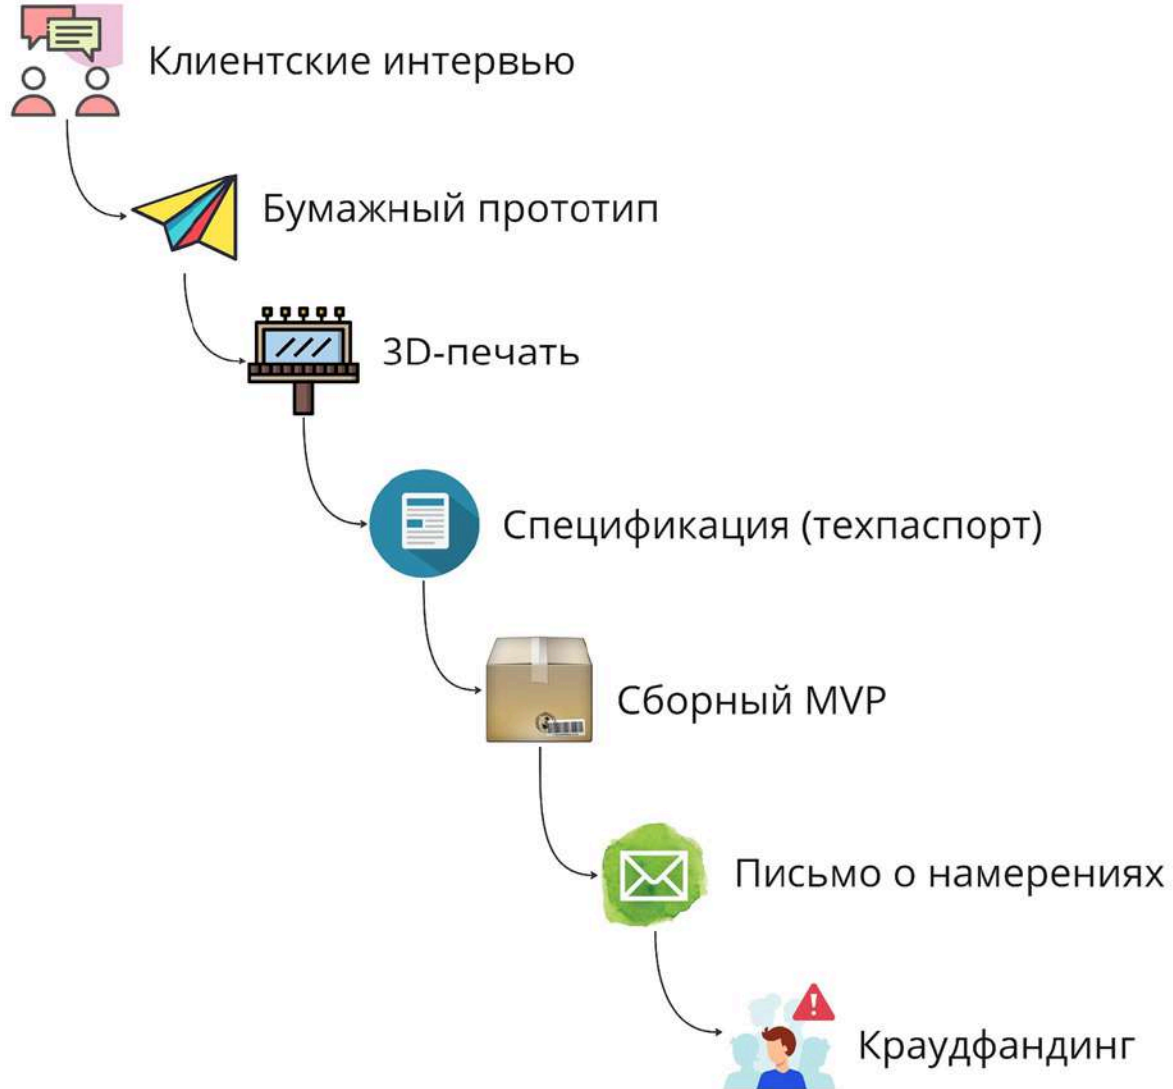 Клиентские интервью
Бумажный прототип
3D-печать
Спецификация (техпаспорт)
Сборный MVP
Письмо о намерениях
Краудфандинг